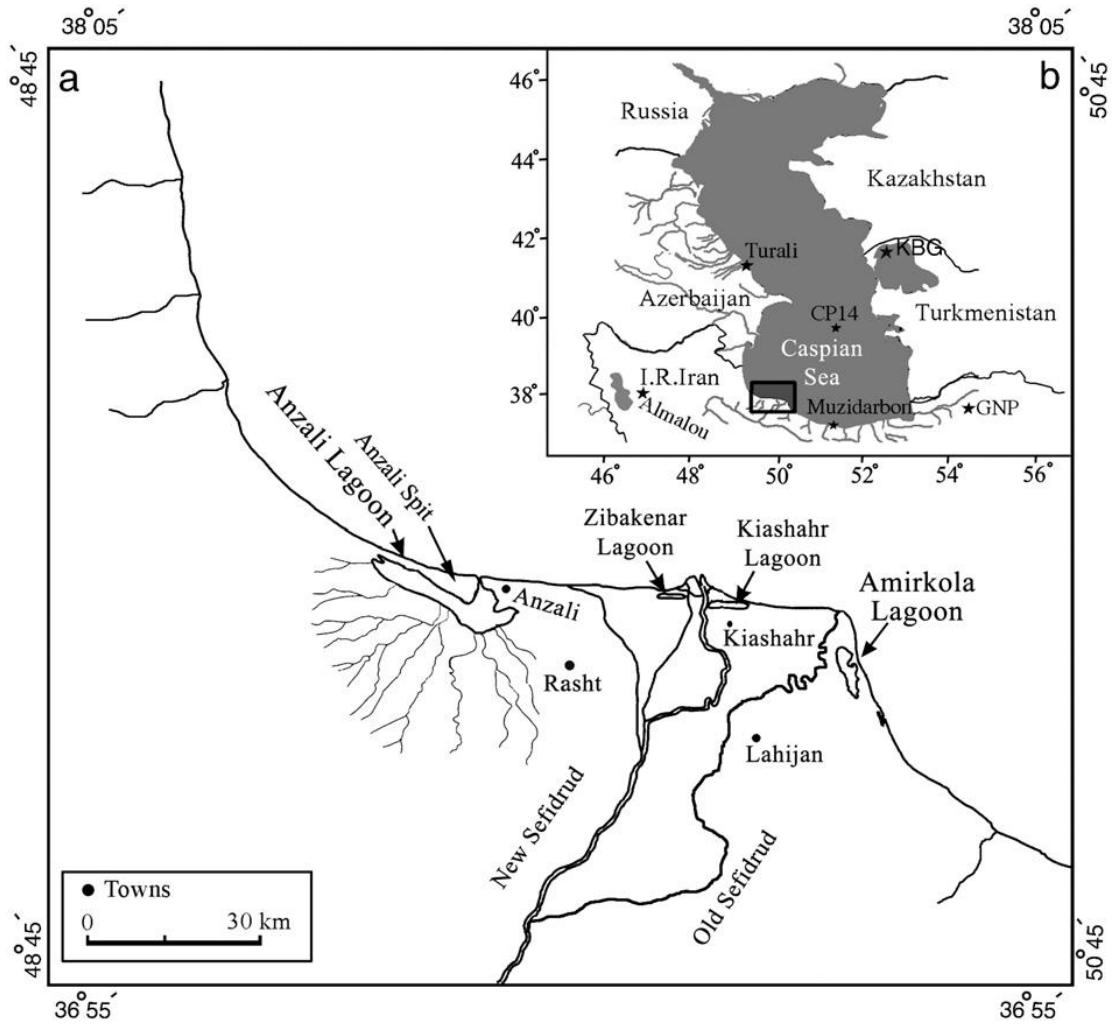 38°05´
38°05´
48°45´
50°45´
a
b
46°
44°
42°
40°
38°
Russia
Kazakhstan
KBG
Turali
Azerbaijan
CP14
Turkmenistan
Caspian
Sea
I.R.Iran
Almalou
Muzidarbon
GNP
46
48
50
52
54
56
Anzali Lagoon
Anzali Spit
Zibakenar
Lagoon
Kiashahr
Lagoon
Amirkola
Lagoon
Anzali
Kiashahr
Rasht
Lahijan
New Sefidrud
Old Sefidrud
Towns
0
30 km
48°45´
50°45´
36°55´
36°55´